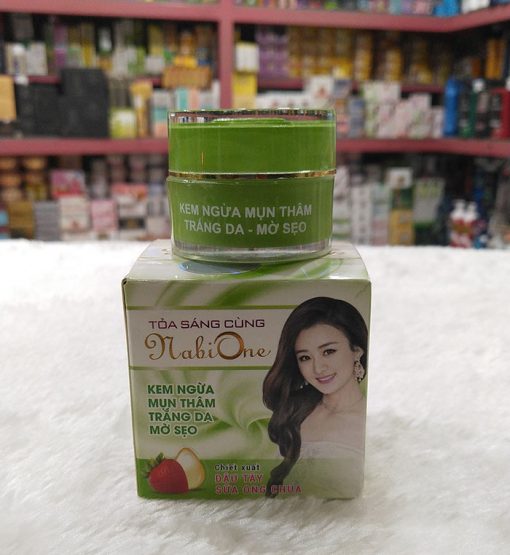 KEM NGỪA MỤN THÂM
TRẮNG DA - MỜ SẸO
TỎA SÁNG CÙNG
NabiOne
KEM NGỪA
MỤN THÂM
TRẮNG DA
MỜ SẸO
Chiết xuất
DÂU TÂY
SỮA ONG CHÚA